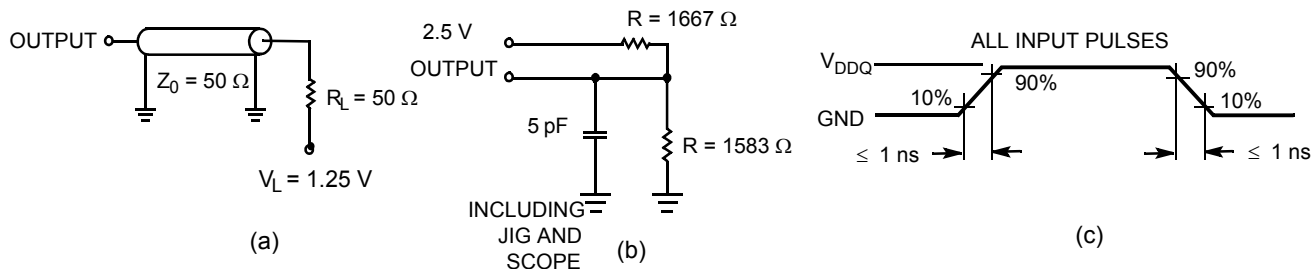 OUTPUT
Z0 = 50 Ω
RL = 50 Ω
VL = 1.25 V
(a)
R = 1667 Ω
2.5 V
OUTPUT
5 pF
R = 1583 Ω
INCLUDING
JIG AND
SCOPE
(b)
ALL INPUT PULSES
VDDQ
90%
10%
90%
10%
GND
≤ 1 ns
≤ 1 ns
(c)